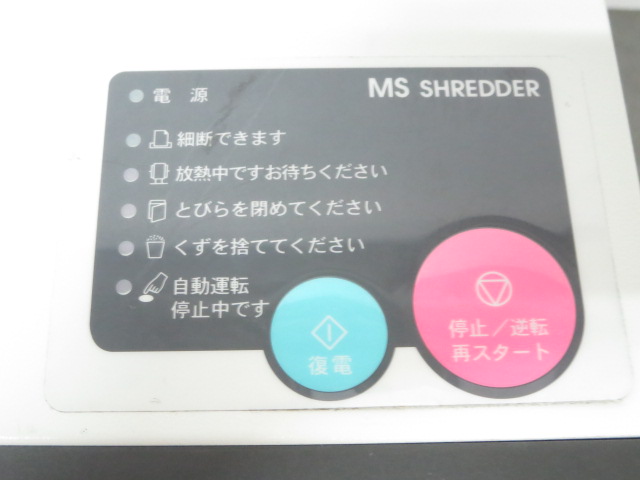 電 源
MS SHREDDER
細断できます
放熱中ですお待ちください
とびらを閉めてください
くずを捨ててください
自動運転
停止中です
復電
停止／逆転
再スタート